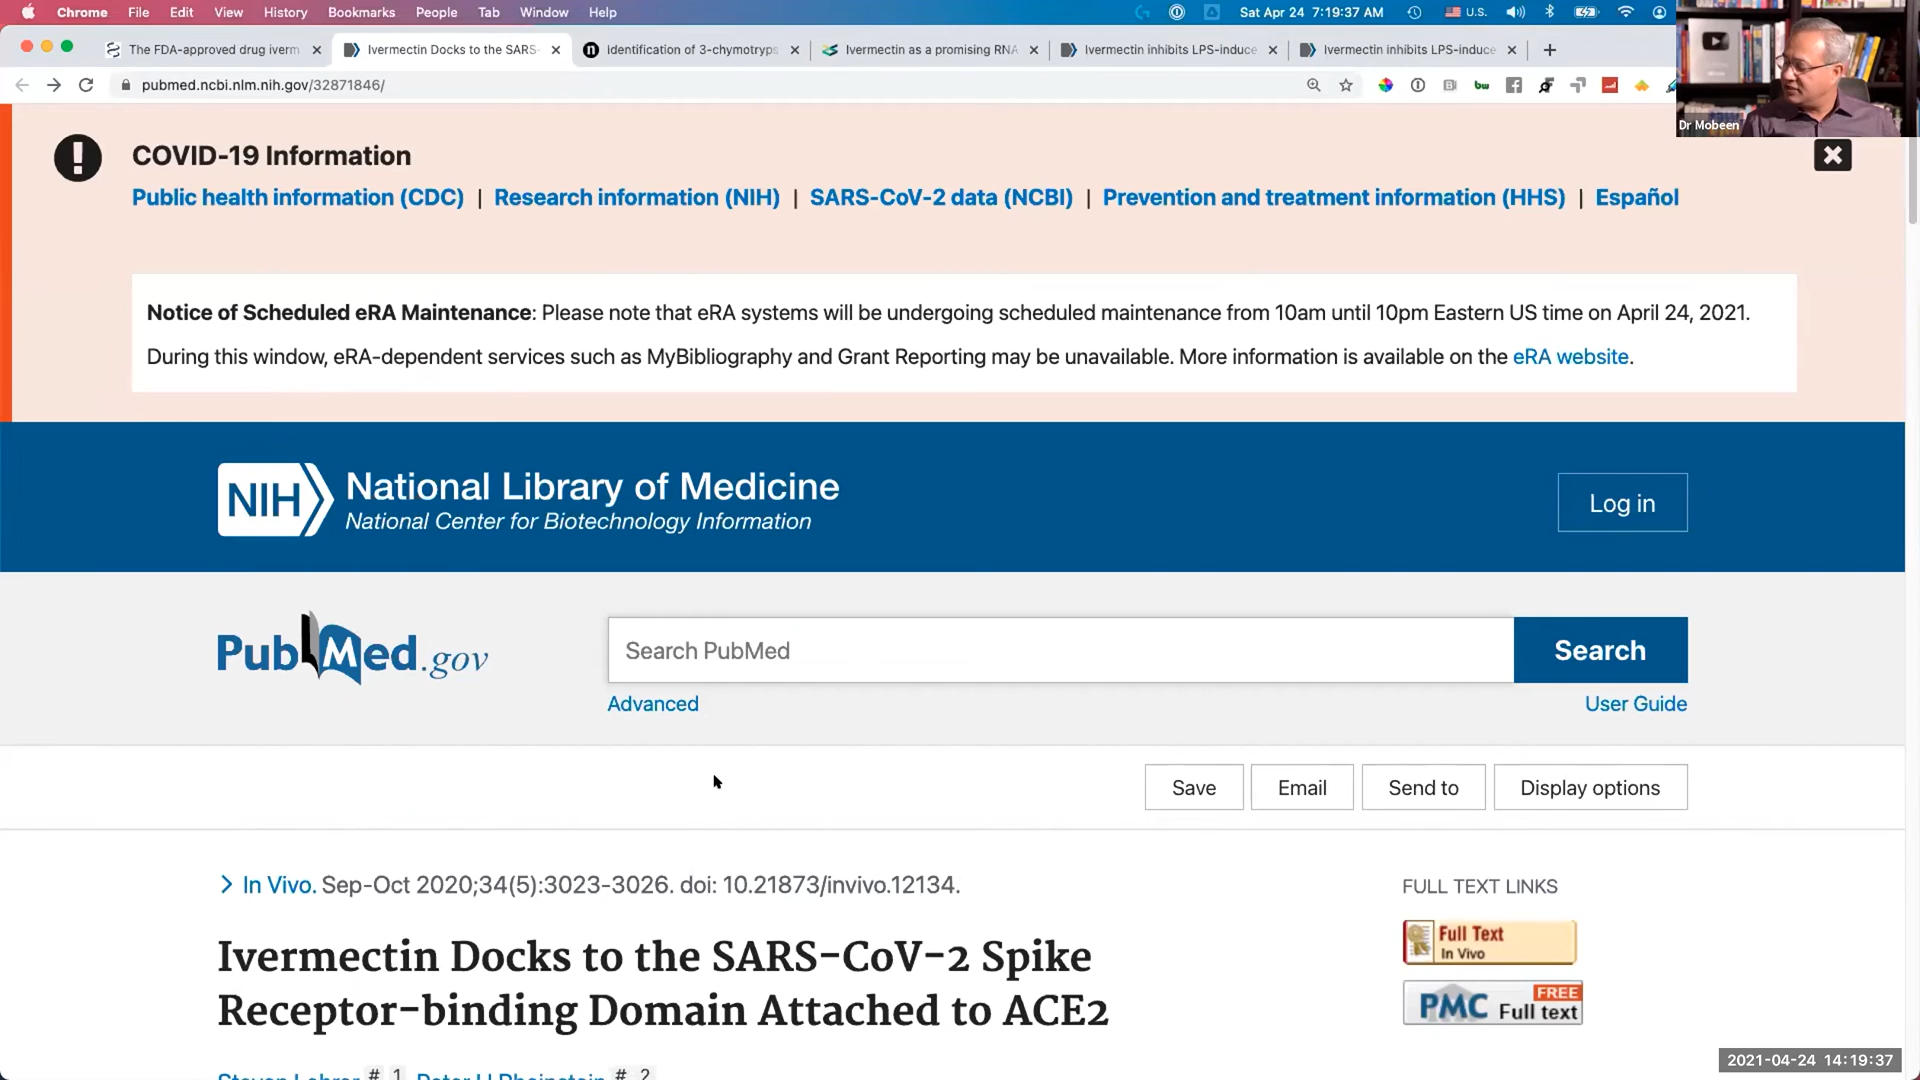 Chrome File Edit View History Bookmarks People Tab Window Help
Sat Apr 24 7:19:37 AM U.S.
The FDA-approved drug iverm
Ivermectin Docks to the SARS-
Identification of 3-chymotryps
Ivermectin as a promising RNA
Ivermectin inhibits LPS-induce
Ivermectin inhibits LPS-induce
pubmed.ncbi.nlm.nih.gov/32871846/
Dr Mobeen
COVID-19 Information
Public health information (CDC) | Research information (NIH) | SARS-CoV-2 data (NCBI) | Prevention and treatment information (HHS) | Español
Notice of Scheduled eRA Maintenance: Please note that eRA systems will be undergoing scheduled maintenance from 10am until 10pm Eastern US time on April 24, 2021.
During this window, eRA-dependent services such as MyBibliography and Grant Reporting may be unavailable. More information is available on the eRA website.
NIH National Library of Medicine
National Center for Biotechnology Information
Log in
PubMed.gov
Search PubMed
Search
Advanced
User Guide
Save
Email
Send to
Display options
In Vivo. Sep-Oct 2020;34(5):3023-3026. doi: 10.21873/invivo.12134.
FULL TEXT LINKS
Ivermectin Docks to the SARS-CoV-2 Spike
Receptor-binding Domain Attached to ACE2
Full Text
In Vivo
FREE
PMC Full text
2021-04-24 14:19:37